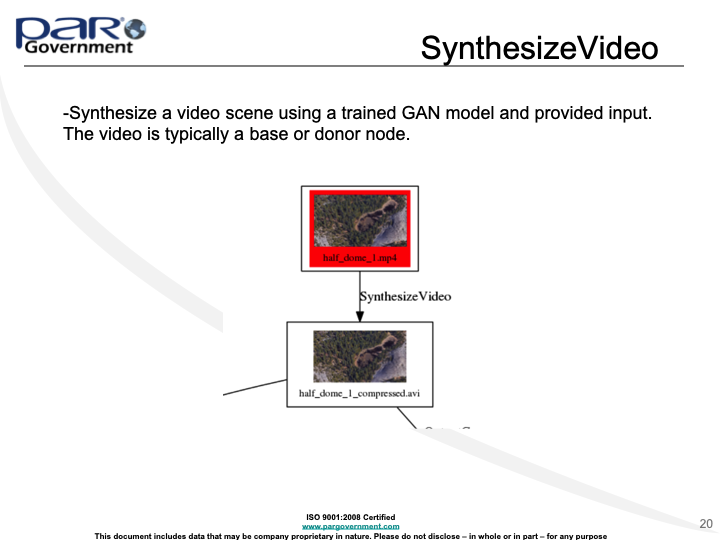 PAR
Government
SynthesizeVideo
-Synthesize a video scene using a trained GAN model and provided input.
The video is typically a base or donor node.
half_dome_1.mp4
SynthesizeVideo
half_dome_1_compressed.avi
ISO 9001:2008 Certified
www.pargovernment.com
20
This document includes data that may be company proprietary in nature. Please do not disclose – in whole or in part – for any purpose